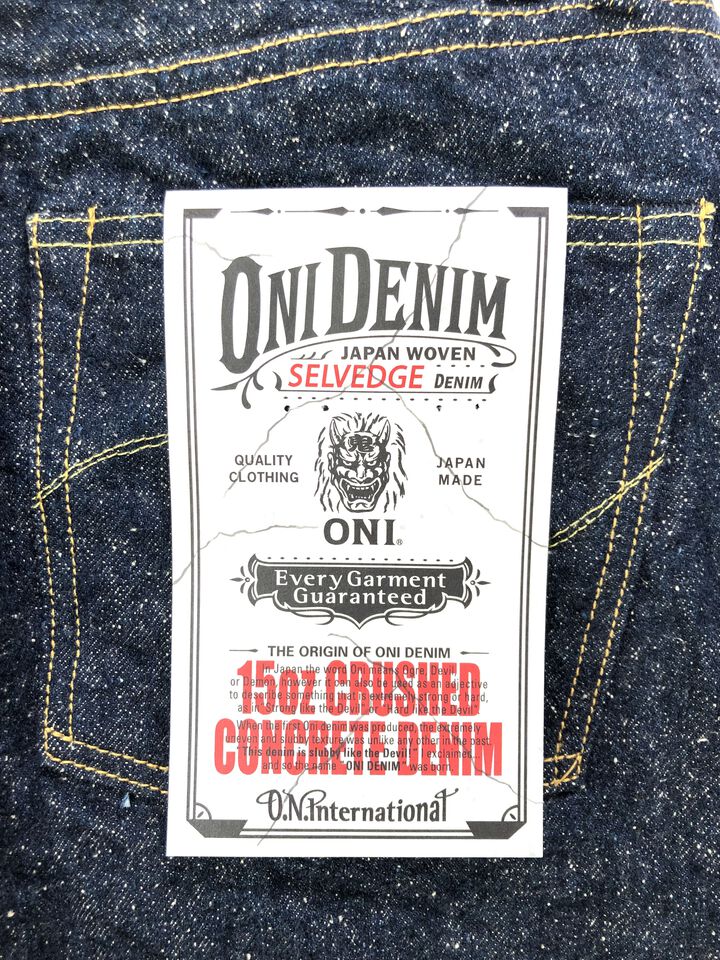 ONI DENIM
JAPAN WOVEN
SELVEDGE DENIM
QUALITY CLOTHING
JAPAN MADE
ONI®
Every Garment
Guaranteed
THE ORIGIN OF ONI DENIM
15oz CRUSHED
CONCRETE DENIM
In Japan the word Oni means Ogre, Devil
or Demon, however it can also be used as an adjective
to describe something that is extremely strong or hard,
as in "Strong like the Devil" or "Hard like the Devil"
When the first Oni denim was produced, the extremely
uneven and slubby texture was unlike any other in the past.
"This denim is slubby like the Devil!" I exclaimed,
and so the name "ONI DENIM" was born.
O.N.International